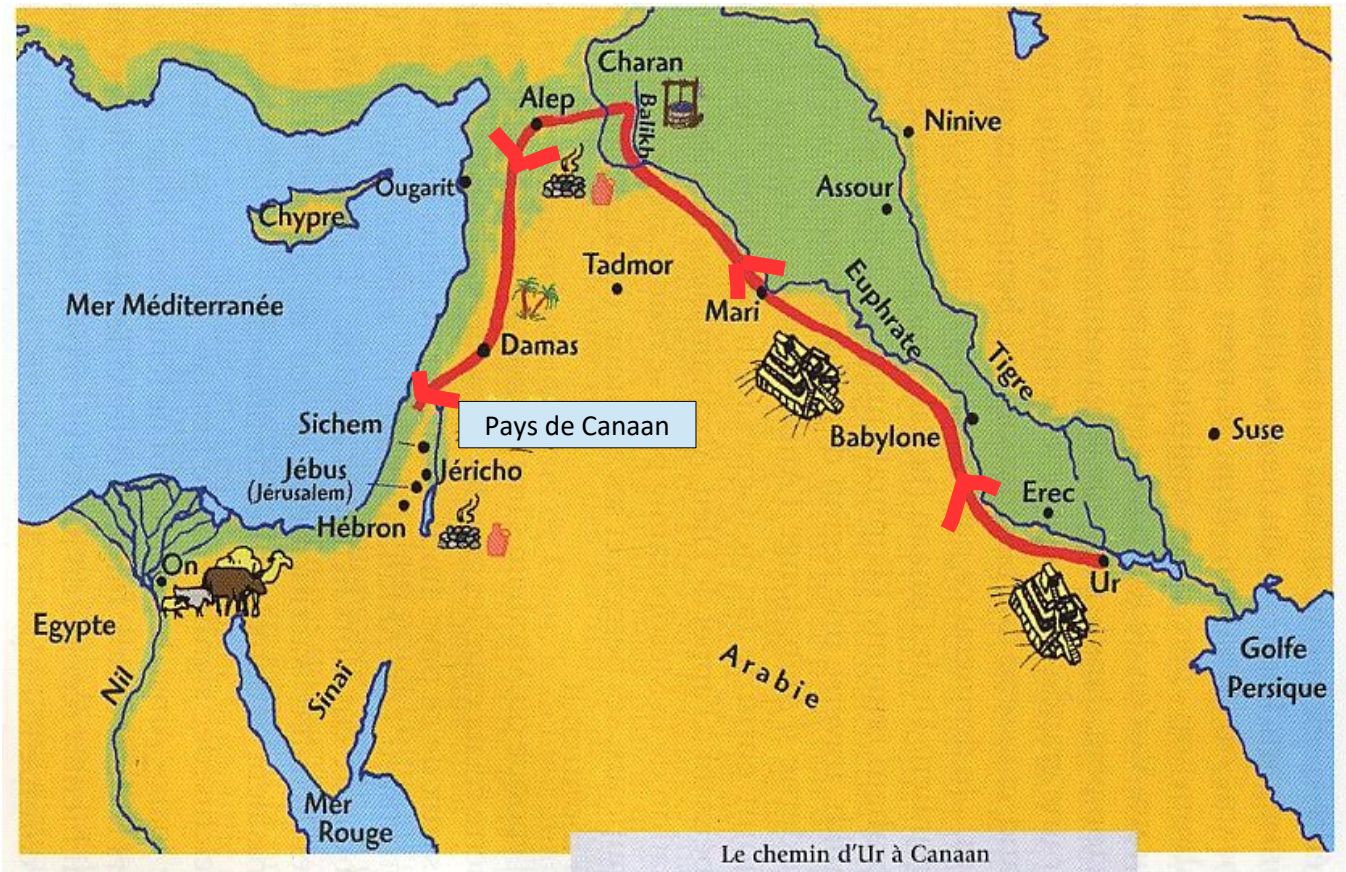 Charan
Balikh
Alep
Ninive
Ougarit
Assour
Chypre
Tadmor
Mer Méditerranée
Mari
Euphrate
Tigre
Damas
Pays de Canaan
Sichem
Babylone
Suse
Jébus
(Jérusalem)
Jéricho
Hébron
Erec
On
Ur
Egypte
Nil
Sinaï
Arabie
Golfe
Persique
Mer
Rouge
Le chemin d'Ur à Canaan